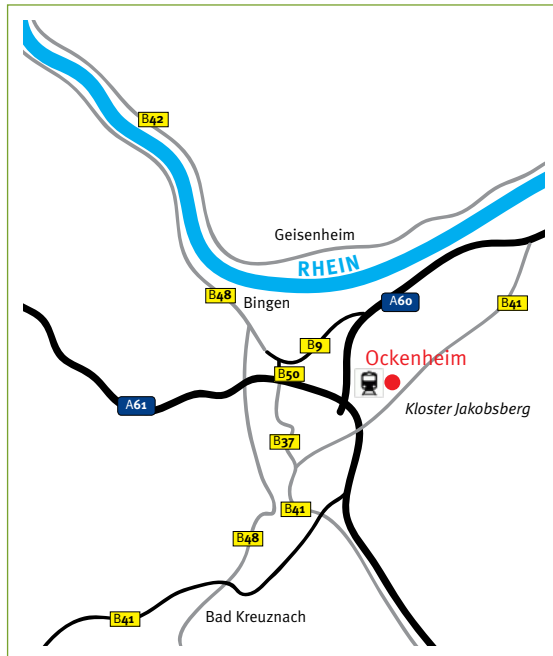 B42
Geisenheim
RHEIN
B48
Bingen
A60
B41
B9
Ockenheim
B50
A61
Kloster Jakobsberg
B37
B41
B48
B41
Bad Kreuznach